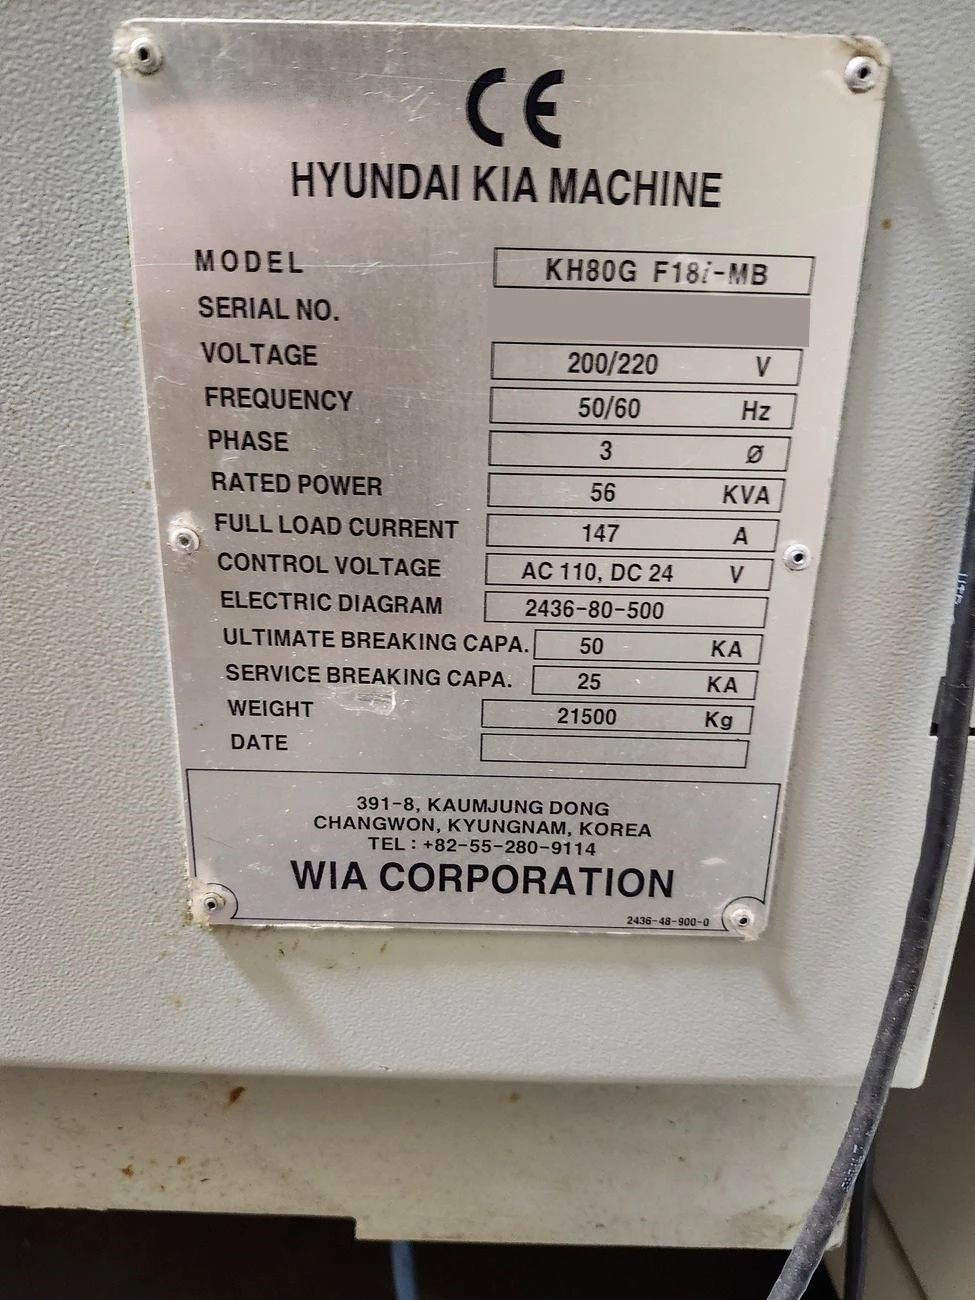 CE
HYUNDAI KIA MACHINE
MODEL KH80G F18i-MB
SERIAL NO.
VOLTAGE 200/220 V
FREQUENCY 50/60 Hz
PHASE 3 Ø
RATED POWER 56 KVA
FULL LOAD CURRENT 147 A
CONTROL VOLTAGE AC 110, DC 24 V
ELECTRIC DIAGRAM 2436-80-500
ULTIMATE BREAKING CAPA. 50 KA
SERVICE BREAKING CAPA. 25 KA
WEIGHT 21500 Kg
DATE
391-8, KAUMJUNG DONG
CHANGWON, KYUNGNAM, KOREA
TEL : +82-55-280-9114
WIA CORPORATION
2436-48-900-0